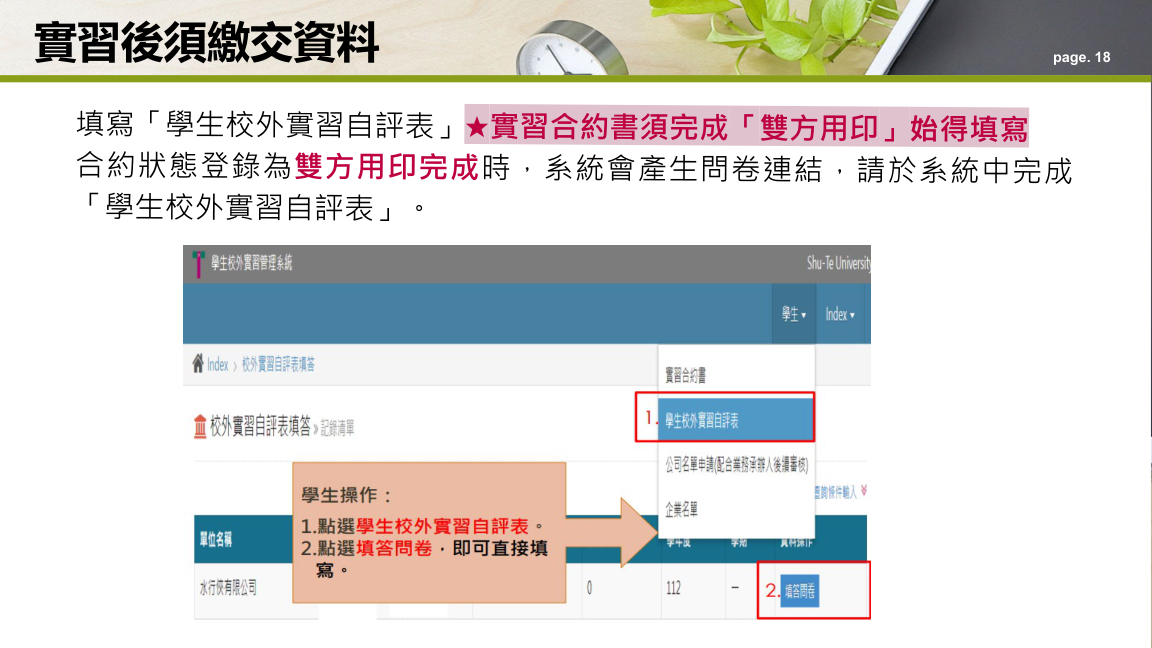 實習後須繳交資料
page. 18
填寫「學生校外實習自評表」★實習合約書須完成「雙方用印」始得填寫
合約狀態登錄為雙方用印完成時，系統會產生問卷連結，請於系統中完成
「學生校外實習自評表」。
學生校外實習管理系統
Shu-Te University
學生▾ Index▾
Index › 校外實習自評表填答
實習合約書
校外實習自評表填答 » 記錄清單
1. 學生校外實習自評表
公司名單申請(配合業務承辦人後續審核)
查詢條件輸入
企業名單
學生操作：
1.點選學生校外實習自評表。
2.點選填答問卷，即可直接填
寫。
單位名稱 學年度 學期 資料操作
水行俠有限公司 0 112 一 2. 填答問卷